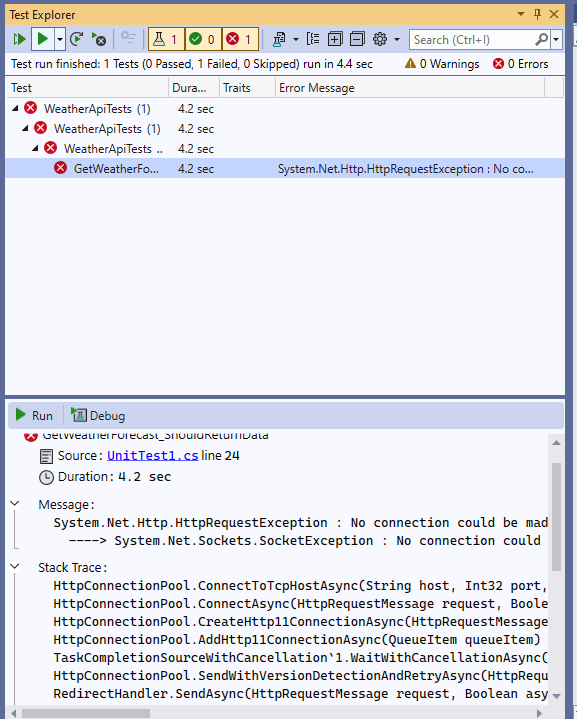 Test Explorer
1 0 1 Search (Ctrl+I)
Test run finished: 1 Tests (0 Passed, 1 Failed, 0 Skipped) run in 4.4 sec 0 Warnings 0 Errors
Test Dura... Traits Error Message
WeatherApiTests (1) 4.2 sec
WeatherApiTests (1) 4.2 sec
WeatherApiTests .. 4.2 sec
GetWeatherFo... 4.2 sec System.Net.Http.HttpRequestException : No co...
Run Debug
GetWeatherForecast_ShouldReturnData
Source: UnitTest1.cs line 24
Duration: 4.2 sec
Message:
System.Net.Http.HttpRequestException : No connection could be mad
----> System.Net.Sockets.SocketException : No connection could
Stack Trace:
HttpConnectionPool.ConnectToTcpHostAsync(String host, Int32 port,
HttpConnectionPool.ConnectAsync(HttpRequestMessage request, Boole
HttpConnectionPool.CreateHttp11ConnectionAsync(HttpRequestMessage
HttpConnectionPool.AddHttp11ConnectionAsync(QueueItem queueItem)
TaskCompletionSourceWithCancellation`1.WaitWithCancellationAsync(
HttpConnectionPool.SendWithVersionDetectionAndRetryAsync(HttpRequ
RedirectHandler.SendAsync(HttpRequestMessage request, Boolean asy